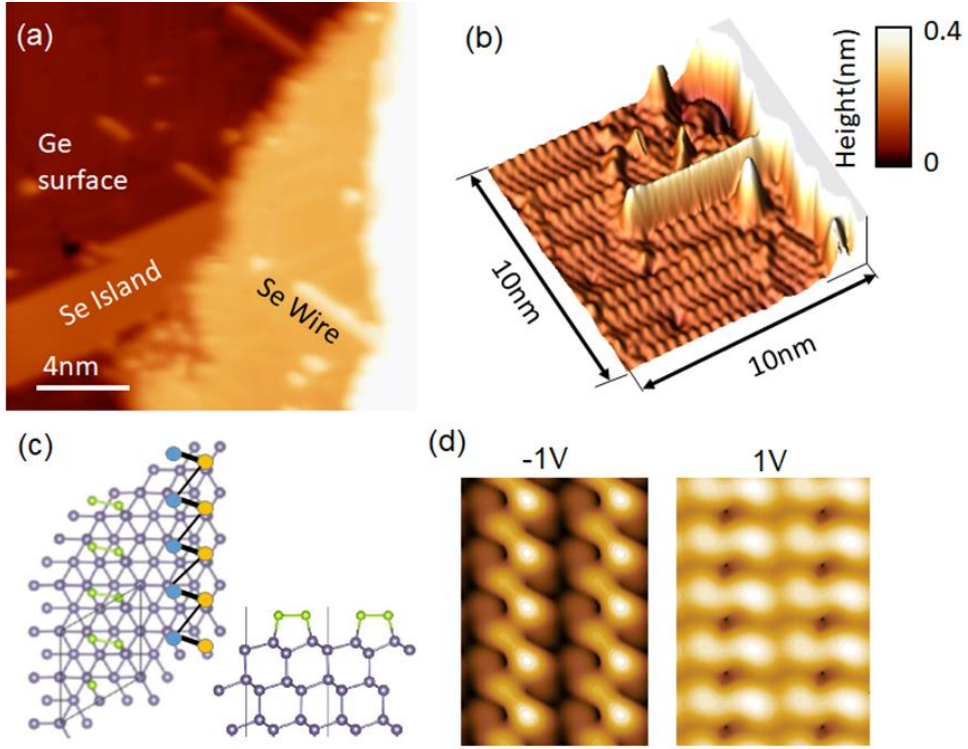 (a)
Ge
surface
Se Island
Se Wire
4nm
(b)
0.4
Height(nm)
0
10nm
10nm
(c)
(d)
-1V
1V